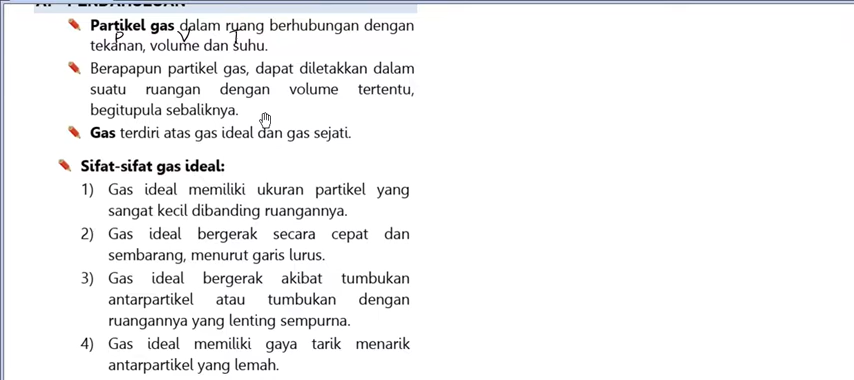 A. PENDAHULUAN
Partikel gas dalam ruang berhubungan dengan
P V T
tekanan, volume dan suhu.
Berapapun partikel gas, dapat diletakkan dalam
suatu ruangan dengan volume tertentu,
begitupula sebaliknya.
Gas terdiri atas gas ideal dan gas sejati.
Sifat-sifat gas ideal:
1) Gas ideal memiliki ukuran partikel yang
sangat kecil dibanding ruangannya.
2) Gas ideal bergerak secara cepat dan
sembarang, menurut garis lurus.
3) Gas ideal bergerak akibat tumbukan
antarpartikel atau tumbukan dengan
ruangannya yang lenting sempurna.
4) Gas ideal memiliki gaya tarik menarik
antarpartikel yang lemah.